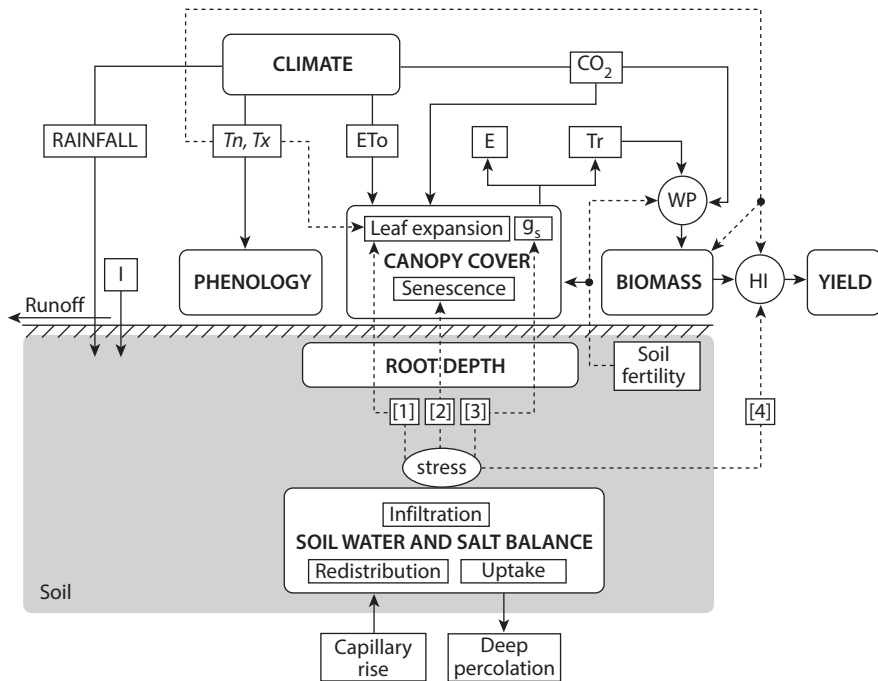 CLIMATE
CO2
RAINFALL
Tn, Tx
ETo
E
Tr
WP
Leaf expansion
gs
CANOPY COVER
Senescence
PHENOLOGY
I
BIOMASS
HI
YIELD
Runoff
ROOT DEPTH
Soil
fertility
[1]
[2]
[3]
[4]
stress
Infiltration
SOIL WATER AND SALT BALANCE
Redistribution
Uptake
Soil
Capillary
rise
Deep
percolation